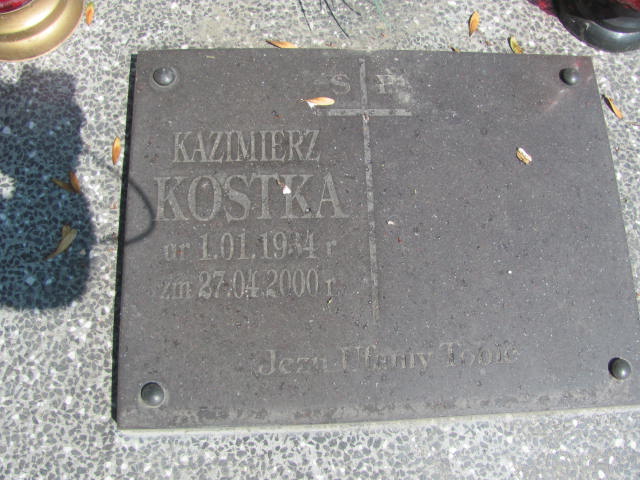 S P
KAZIMIERZ
KOSTKA
ur 1.01.1934 r
zm 27.04.2000 r
Jezu Ufamy Tobie